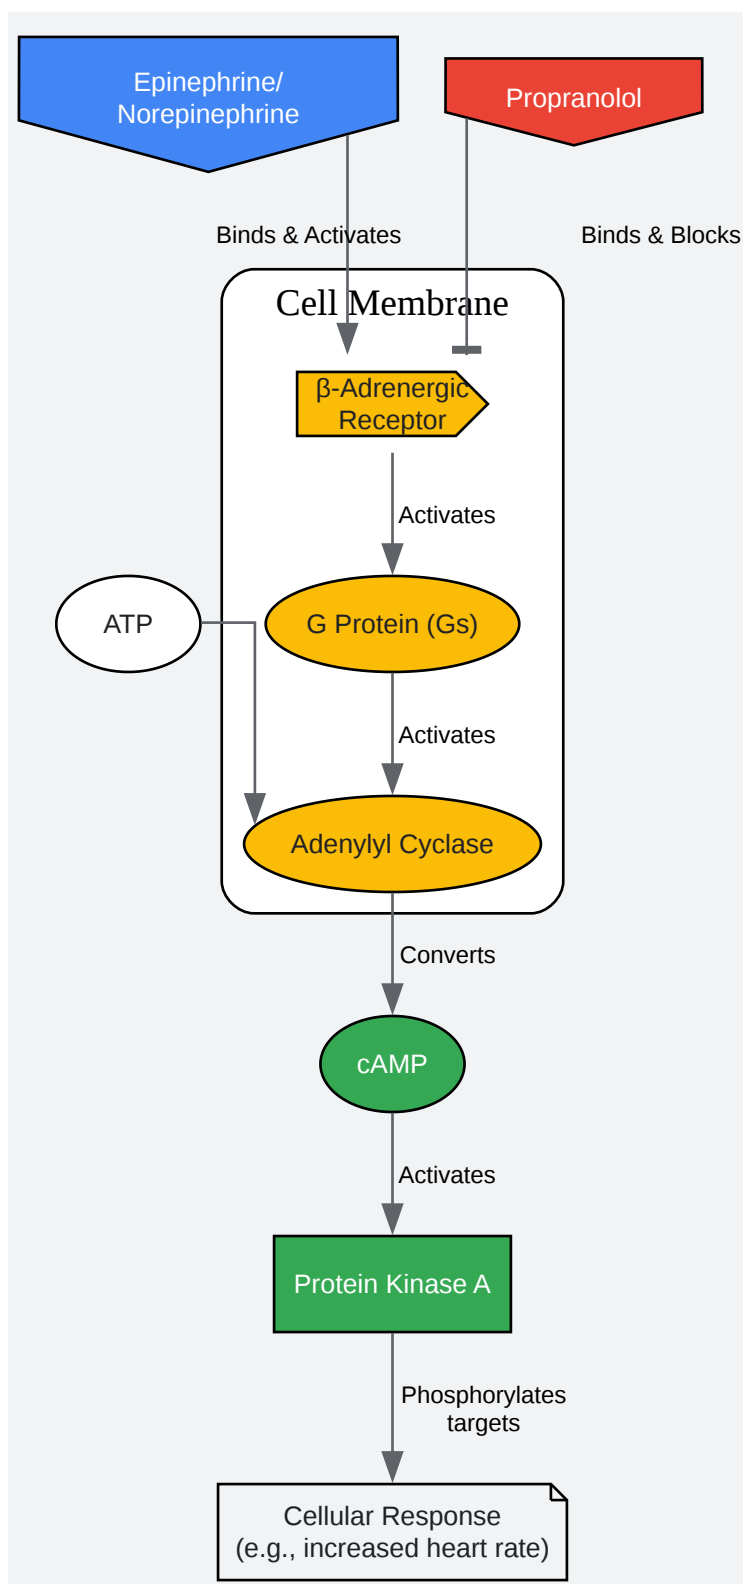 Epinephrine/
Norepinephrine
Propranolol
Binds & Activates
Binds & Blocks
Cell Membrane
β-Adrenergic
Receptor
Activates
ATP
G Protein (Gs)
Activates
Adenylyl Cyclase
Converts
cAMP
Activates
Protein Kinase A
Phosphorylates
targets
Cellular Response
(e.g., increased heart rate)